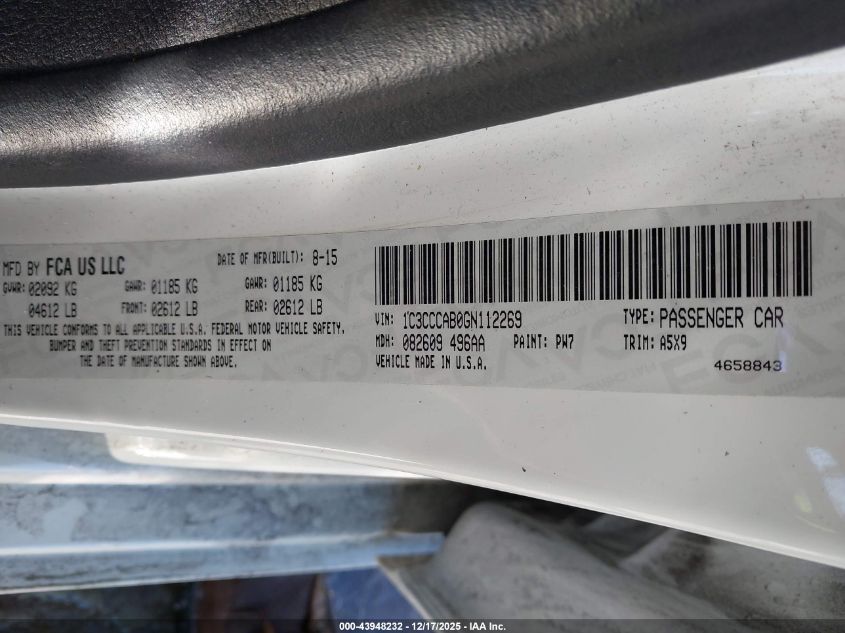 MFD BY FCA US LLC
DATE OF MFR(BUILT): 8-15
GVWR: 02092 KG GAWR: 01185 KG GAWR: 01185 KG
04612 LB FRONT: 02612 LB REAR: 02612 LB
THIS VEHICLE CONFORMS TO ALL APPLICABLE U.S.A. FEDERAL MOTOR VEHICLE SAFETY,
BUMPER AND THEFT PREVENTION STANDARDS IN EFFECT ON
THE DATE OF MANUFACTURE SHOWN ABOVE.
VIN: 1C3CCCAB0GN112269 TYPE: PASSENGER CAR
MDH: 082609 496AA PAINT: PW7 TRIM: A5X9
VEHICLE MADE IN U.S.A. 4658843
000-43948232 - 12/17/2025 - IAA Inc.